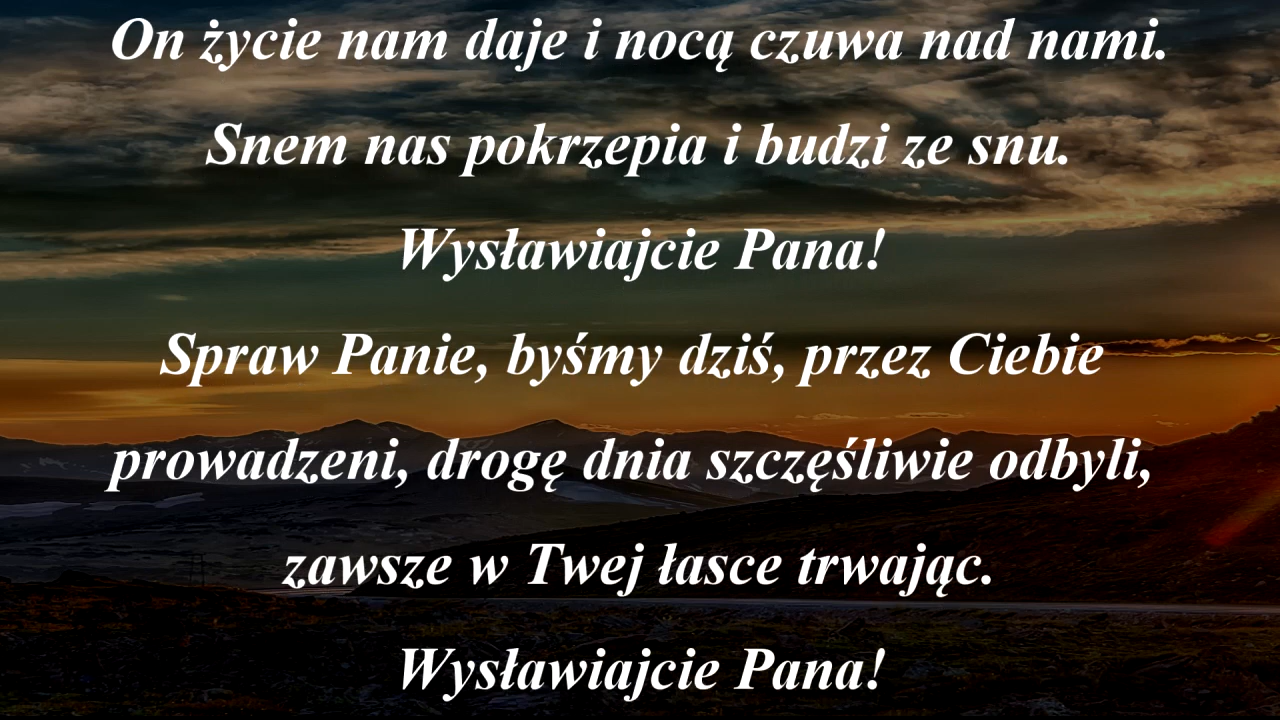 On życie nam daje i nocą czuwa nad nami.
Snem nas pokrzepia i budzi ze snu.
Wysławiajcie Pana!
Spraw Panie, byśmy dziś, przez Ciebie
prowadzeni, drogę dnia szczęśliwie odbyli,
zawsze w Twej łasce trwając.
Wysławiajcie Pana!